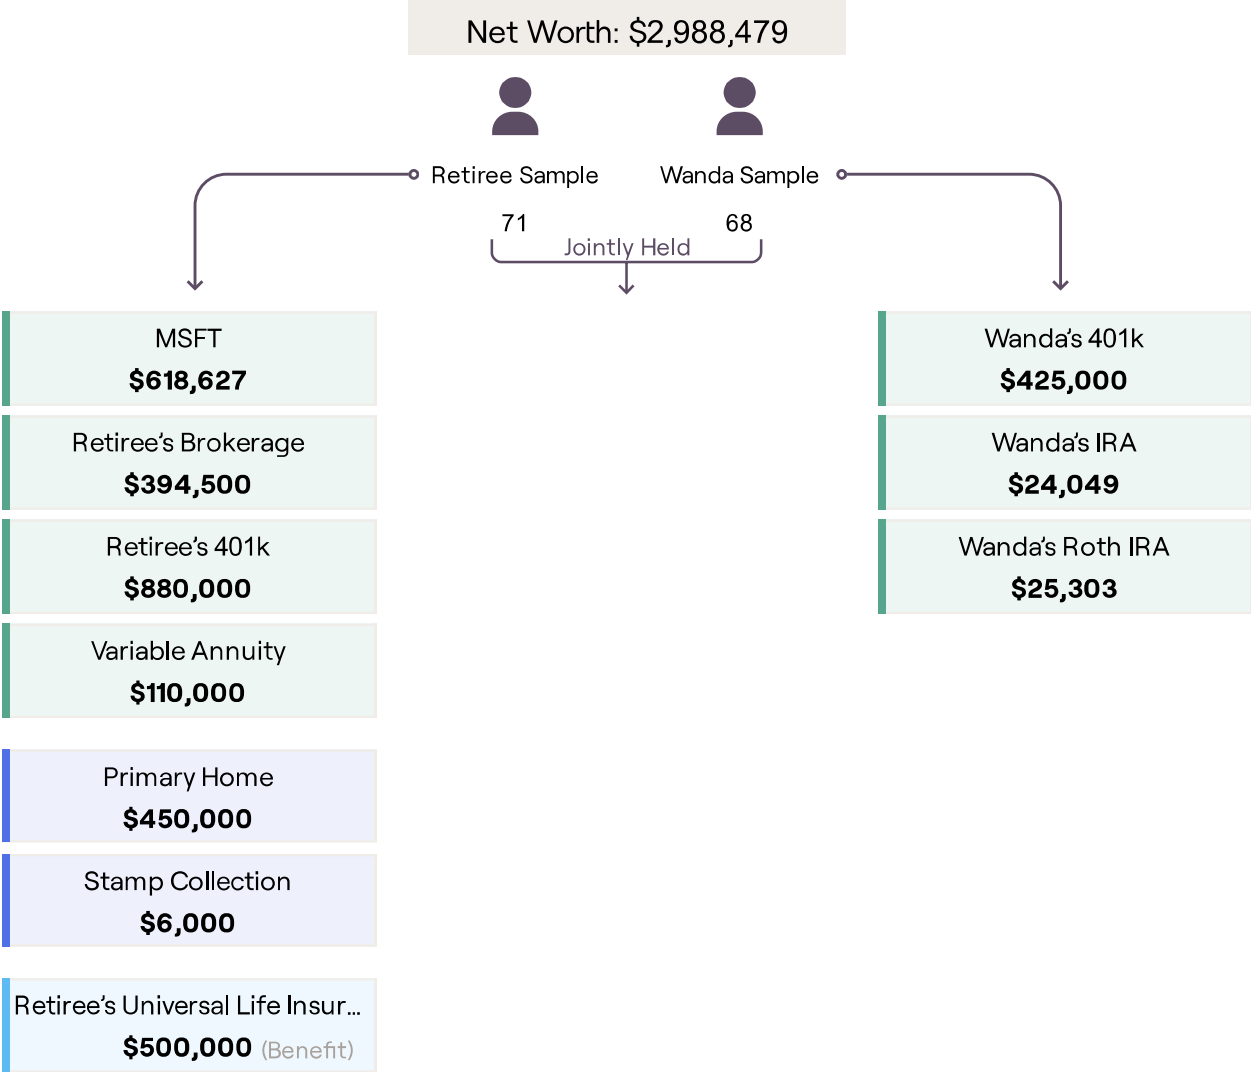 Net Worth: $2,988,479
Retiree Sample
Wanda Sample
71
68
Jointly Held
MSFT
$618,627
Retiree's Brokerage
$394,500
Retiree's 401k
$880,000
Variable Annuity
$110,000
Primary Home
$450,000
Stamp Collection
$6,000
Retiree's Universal Life Insur...
$500,000 (Benefit)
Wanda's 401k
$425,000
Wanda's IRA
$24,049
Wanda's Roth IRA
$25,303